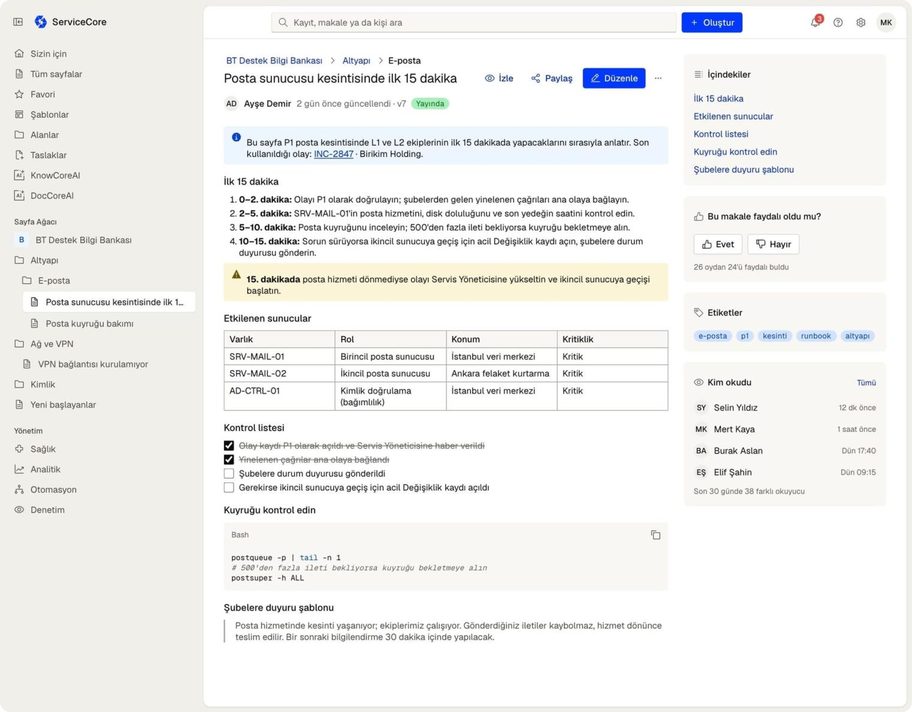 ServiceCore
Kayıt, makale ya da kişi ara
+ Oluştur
3
MK
Sizin için
Tüm sayfalar
Favori
Şablonlar
Alanlar
Taslaklar
AI KnowCoreAI
AI DocCoreAI
Sayfa Ağacı
B BT Destek Bilgi Bankası
Altyapı
E-posta
Posta sunucusu kesintisinde ilk 1...
Posta kuyruğu bakımı
Ağ ve VPN
VPN bağlantısı kurulamıyor
Kimlik
Yeni başlayanlar
Yönetim
Sağlık
Analitik
Otomasyon
Denetim
BT Destek Bilgi Bankası > Altyapı > E-posta
Posta sunucusu kesintisinde ilk 15 dakika
İzle
Paylaş
Düzenle
AD Ayşe Demir 2 gün önce güncellendi · v7 Yayında
Bu sayfa P1 posta kesintisinde L1 ve L2 ekiplerinin ilk 15 dakikada yapacaklarını sırasıyla anlatır. Son
kullanıldığı olay: INC-2847 · Birikim Holding.
İlk 15 dakika
1. 0–2. dakika: Olayı P1 olarak doğrulayın; şubelerden gelen yinelenen çağrıları ana olaya bağlayın.
2. 2–5. dakika: SRV-MAIL-01'in posta hizmetini, disk doluluğunu ve son yedeğin saatini kontrol edin.
3. 5–10. dakika: Posta kuyruğunu inceleyin; 500'den fazla ileti bekliyorsa kuyruğu bekletmeye alın.
4. 10–15. dakika: Sorun sürüyorsa ikincil sunucuya geçiş için acil Değişiklik kaydı açın, şubelere durum
duyurusu gönderin.
15. dakikada posta hizmeti dönmediyse olayı Servis Yöneticisine yükseltin ve ikincil sunucuya geçişi
başlatın.
Etkilenen sunucular
Varlık Rol Konum Kritiklik
SRV-MAIL-01 Birincil posta sunucusu İstanbul veri merkezi Kritik
SRV-MAIL-02 İkincil posta sunucusu Ankara felaket kurtarma Kritik
AD-CTRL-01 Kimlik doğrulama İstanbul veri merkezi Kritik
(bağımlılık)
Kontrol listesi
Olay kaydı P1 olarak açıldı ve Servis Yöneticisine haber verildi
Yinelenen çağrılar ana olaya bağlandı
Şubelere durum duyurusu gönderildi
Gerekirse ikincil sunucuya geçiş için acil Değişiklik kaydı açıldı
Kuyruğu kontrol edin
Bash
postqueue -p | tail -n 1
# 500'den fazla ileti bekliyorsa kuyruğu bekletmeye alın
postsuper -h ALL
Şubelere duyuru şablonu
Posta hizmetinde kesinti yaşanıyor; ekiplerimiz çalışıyor. Gönderdiğiniz iletiler kaybolmaz, hizmet dönünce
teslim edilir. Bir sonraki bilgilendirme 30 dakika içinde yapılacak.
İçindekiler
İlk 15 dakika
Etkilenen sunucular
Kontrol listesi
Kuyruğu kontrol edin
Şubelere duyuru şablonu
Bu makale faydalı oldu mu?
Evet
Hayır
26 oydan 24'ü faydalı buldu
Etiketler
e-posta p1 kesinti runbook altyapı
Kim okudu Tümü
SY Selin Yıldız 12 dk önce
MK Mert Kaya 1 saat önce
BA Burak Aslan Dün 17:40
EŞ Elif Şahin Dün 09:15
Son 30 günde 38 farklı okuyucu